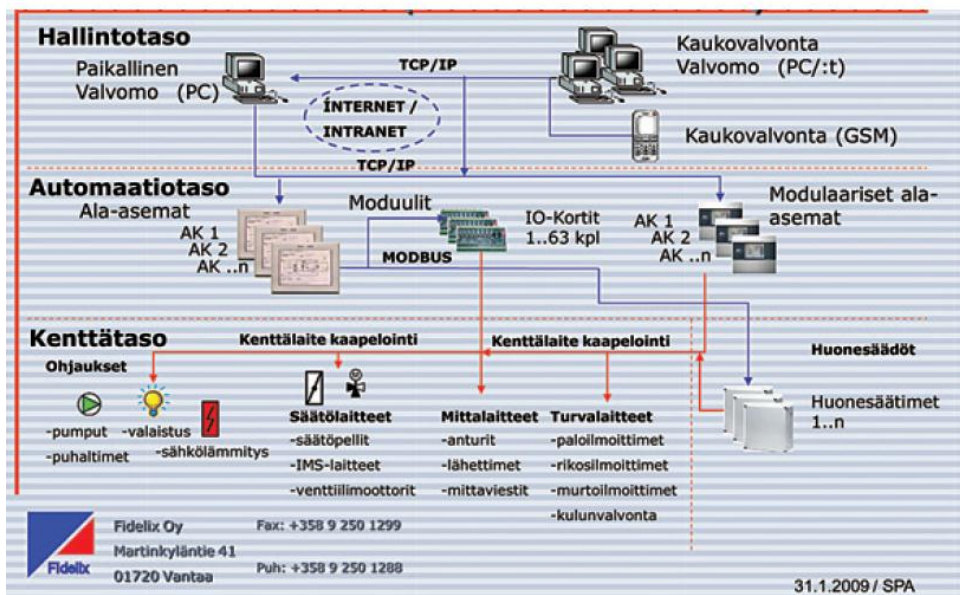 Hallintotaso
Paikallinen
Valvomo (PC)
TCP/IP
INTERNET /
INTRANET
Kaukovalvonta
Valvomo (PC/:t)
Kaukovalvonta (GSM)
TCP/IP
Automaatiotaso
Ala-asemat
AK 1
AK 2
AK ..n
Moduulit
IO-Kortit
1..63 kpl
MODBUS
Modulaariset ala-
asemat
AK 1
AK 2
AK ..n
Kenttätaso
Kenttälaite kaapelointi
Kenttälaite kaapelointi
Huonesäädöt
Ohjaukset
-pumput
-puhaltimet
-valaistus
-sähkölämmitys
Säätölaitteet
-säätöpellit
-IMS-laitteet
-venttiilimoottorit
Mittalaitteet
-anturit
-lähettimet
-mittaviestit
Turvalaitteet
-paloilmoittimet
-rikosilmoittimet
-murtoilmoittimet
-kulunvalvonta
Huonesäätimet
1..n
Fidelix
Fidelix Oy
Martinkyläntie 41
01720 Vantaa
Fax: +358 9 250 1299
Puh: +358 9 250 1288
31.1.2009 / SPA